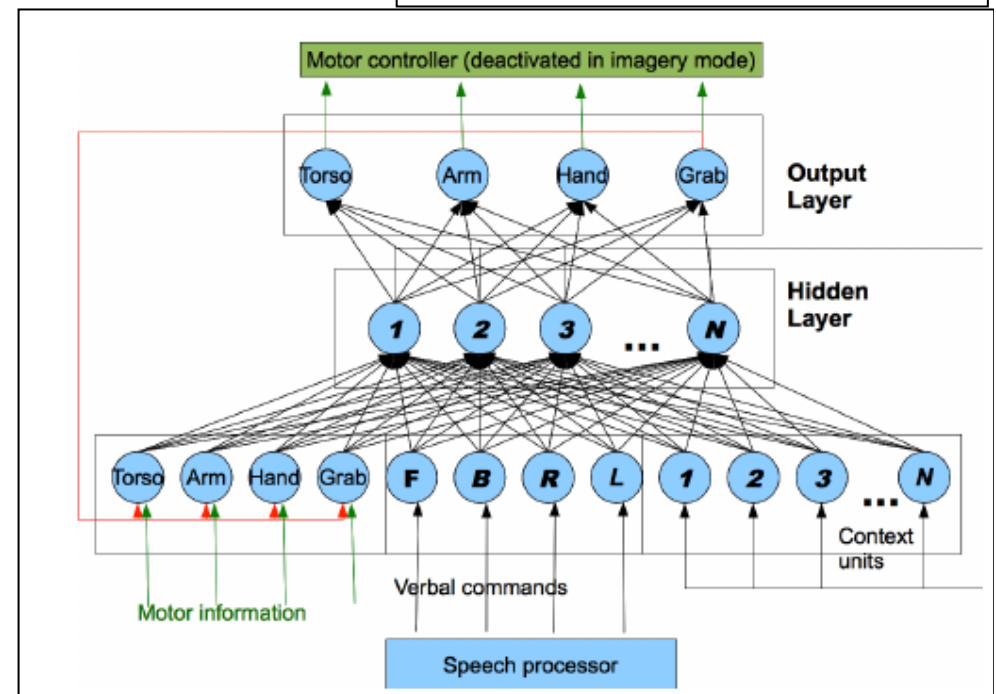 Motor controller (deactivated in imagery mode)
Torso Arm Hand Grab
Output
Layer
Hidden
Layer
1 2 3 ... N
Torso Arm Hand Grab F B R L 1 2 3 ... N
Context
units
Verbal commands
Motor information
Speech processor